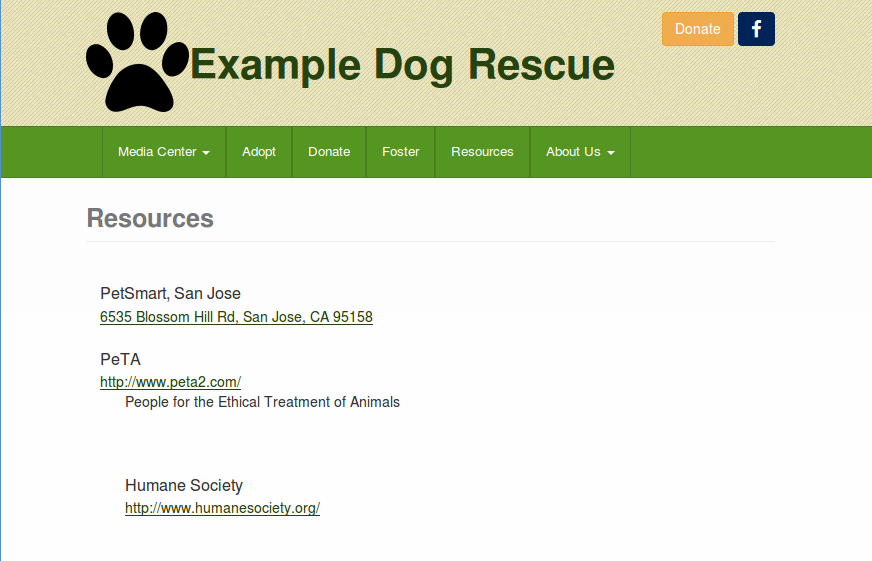 Example Dog Rescue
Donate
Media Center
Adopt
Donate
Foster
Resources
About Us
Resources
PetSmart, San Jose
6535 Blossom Hill Rd, San Jose, CA 95158
PeTA
http://www.peta2.com/
People for the Ethical Treatment of Animals
Humane Society
http://www.humanesociety.org/